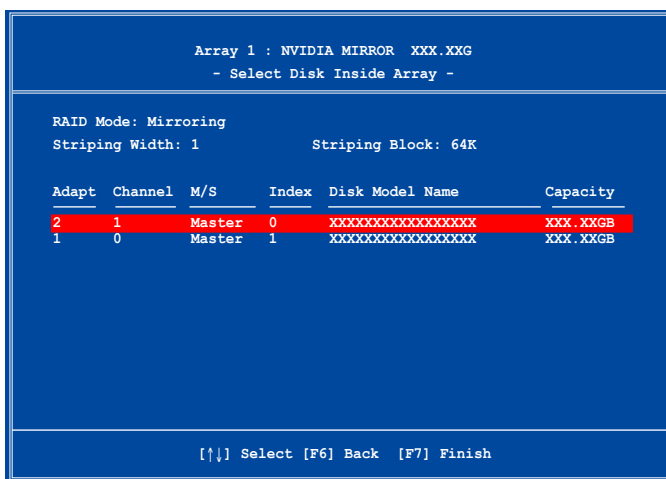 Array 1 : NVIDIA MIRROR XXX.XXG
- Select Disk Inside Array -
RAID Mode: Mirroring
Striping Width: 1 Striping Block: 64K
Adapt Channel M/S Index Disk Model Name Capacity
2 1 Master 0 XXXXXXXXXXXXXXXXX XXX.XXGB
1 0 Master 1 XXXXXXXXXXXXXXXXX XXX.XXGB
[↑↓] Select [F6] Back [F7] Finish